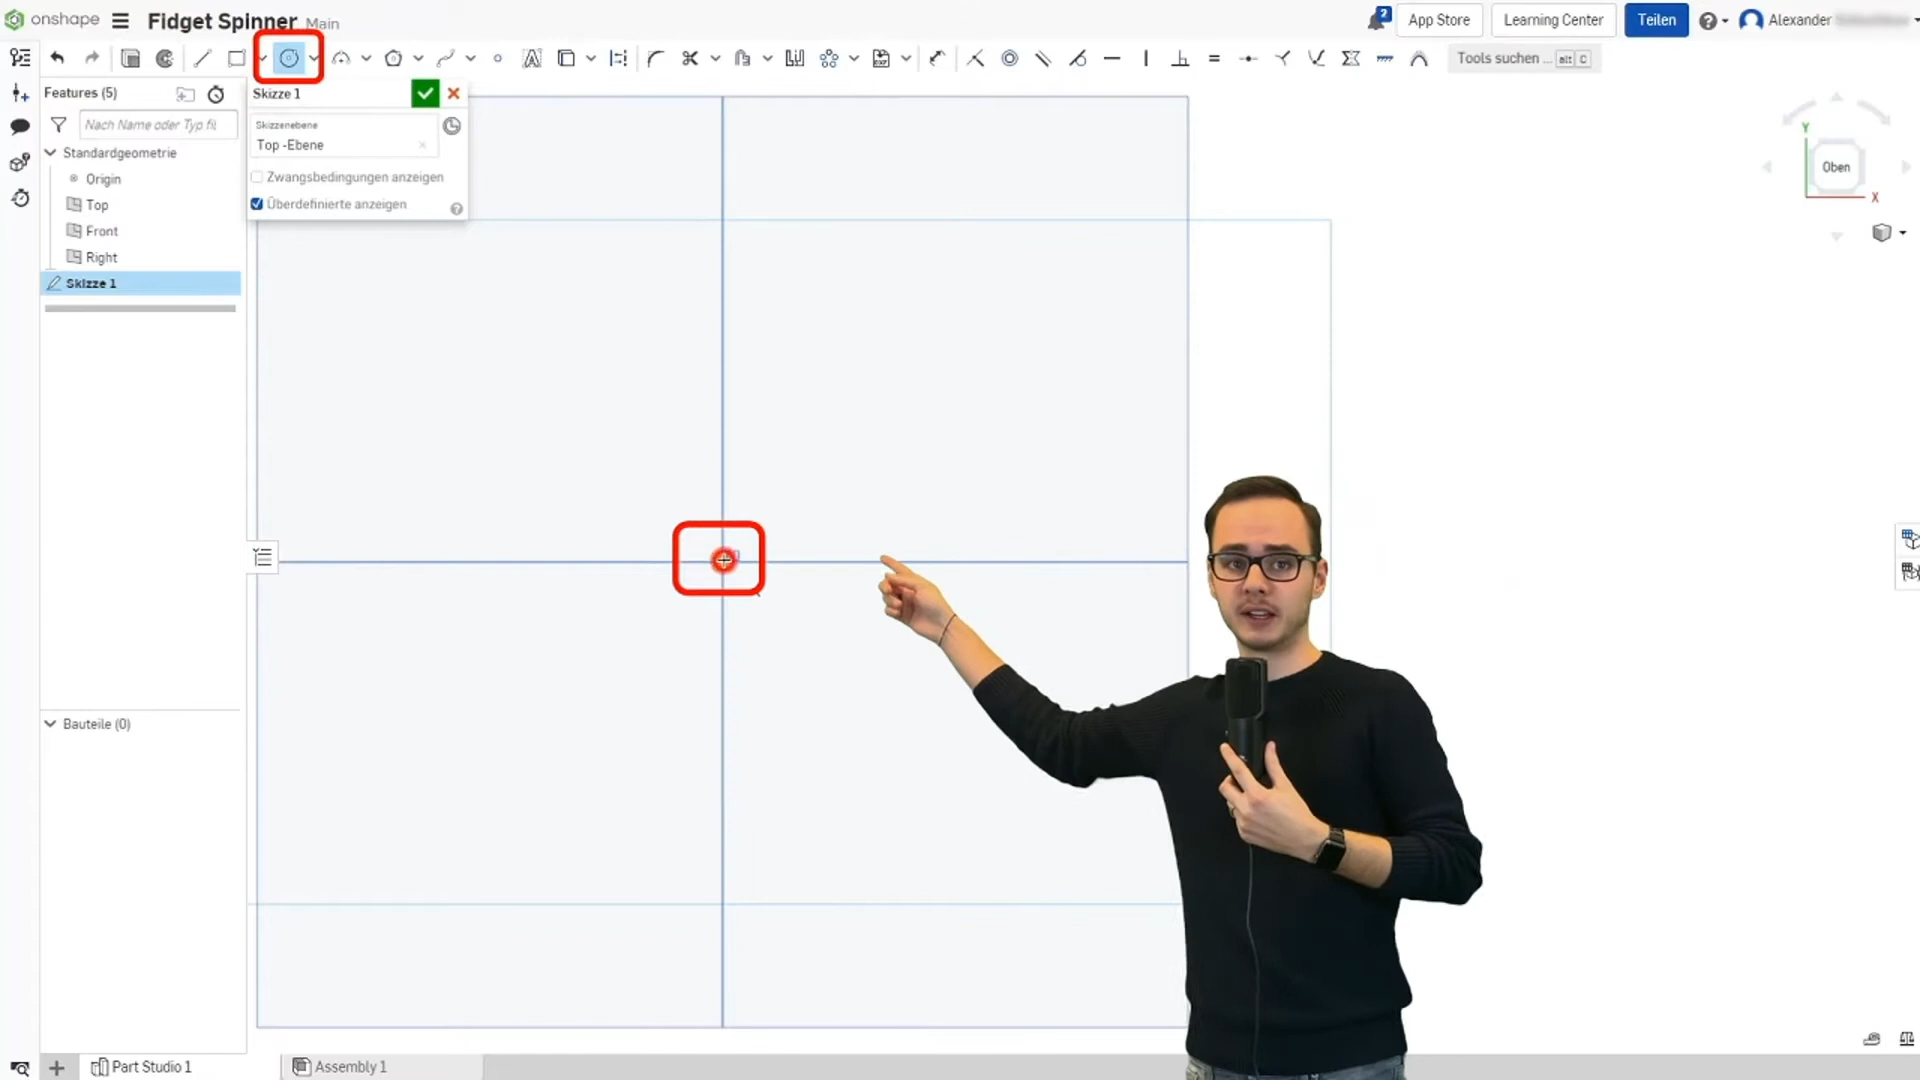 onshape
Fidget Spinner Main
2
App Store
Learning Center
Teilen
Alexander
Tools suchen ... alt C
Features (5)
Nach Name oder Typ fil
Standardgeometrie
Origin
Top
Front
Right
Skizze 1
Skizze 1
Skizzenebene
Top -Ebene
Zwangsbedingungen anzeigen
Überdefinierte anzeigen
Y
Oben
X
Bauteile (0)
Part Studio 1
Assembly 1